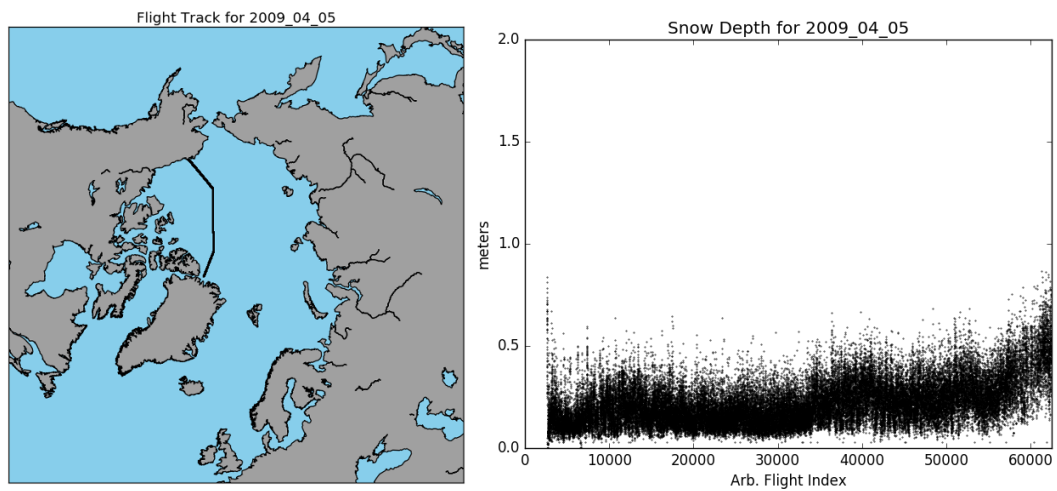 Flight Track for 2009_04_05
Snow Depth for 2009_04_05
2.0
1.5
1.0
0.5
0.0
meters
0 10000 20000 30000 40000 50000 60000
Arb. Flight Index